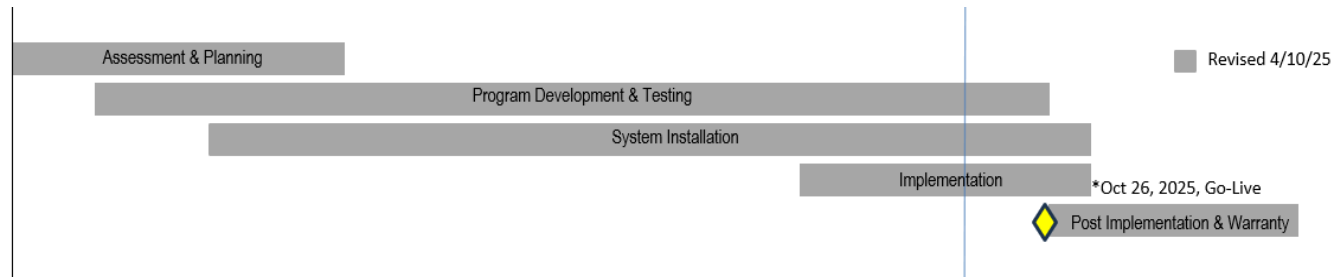 Assessment & Planning
Revised 4/10/25
Program Development & Testing
System Installation
Implementation
*Oct 26, 2025, Go-Live
Post Implementation & Warranty